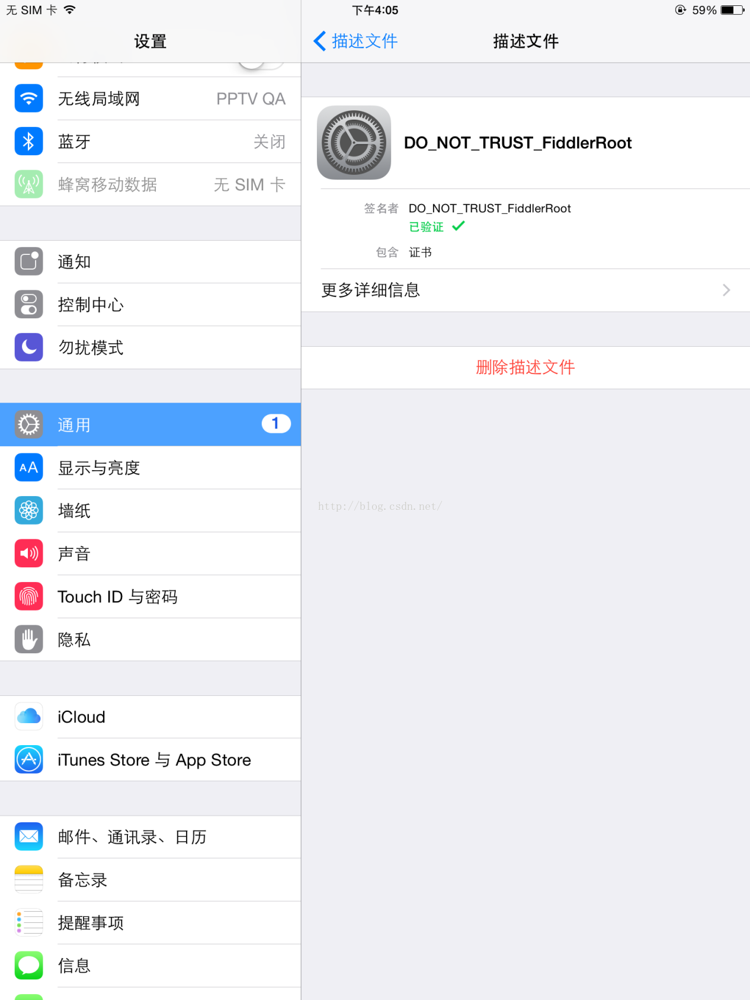 无 SIM 卡
下午4:05
59%
设置
描述文件
描述文件
无线局域网
PPTV QA
蓝牙
关闭
蜂窝移动数据
无 SIM 卡
通知
控制中心
勿扰模式
通用
1
显示与亮度
AA
墙纸
声音
Touch ID 与密码
隐私
iCloud
iTunes Store 与 App Store
邮件、通讯录、日历
备忘录
提醒事项
信息
DO_NOT_TRUST_FiddlerRoot
签名者 DO_NOT_TRUST_FiddlerRoot
已验证
包含 证书
更多详细信息
删除描述文件
http://blog.csdn.net/